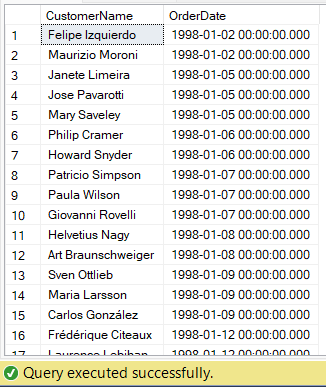 CustomerName OrderDate
1 Felipe Izquierdo 1998-01-02 00:00:00.000
2 Maurizio Moroni 1998-01-02 00:00:00.000
3 Janete Limeira 1998-01-05 00:00:00.000
4 Jose Pavarotti 1998-01-05 00:00:00.000
5 Mary Saveley 1998-01-05 00:00:00.000
6 Philip Cramer 1998-01-06 00:00:00.000
7 Howard Snyder 1998-01-06 00:00:00.000
8 Patricio Simpson 1998-01-07 00:00:00.000
9 Paula Wilson 1998-01-07 00:00:00.000
10 Giovanni Rovelli 1998-01-07 00:00:00.000
11 Helvetius Nagy 1998-01-08 00:00:00.000
12 Art Braunschweiger 1998-01-08 00:00:00.000
13 Sven Ottlieb 1998-01-09 00:00:00.000
14 Maria Larsson 1998-01-09 00:00:00.000
15 Carlos González 1998-01-09 00:00:00.000
16 Frédérique Citeaux 1998-01-12 00:00:00.000
17 1998-01-12 00:00:00.000
Query executed successfully.